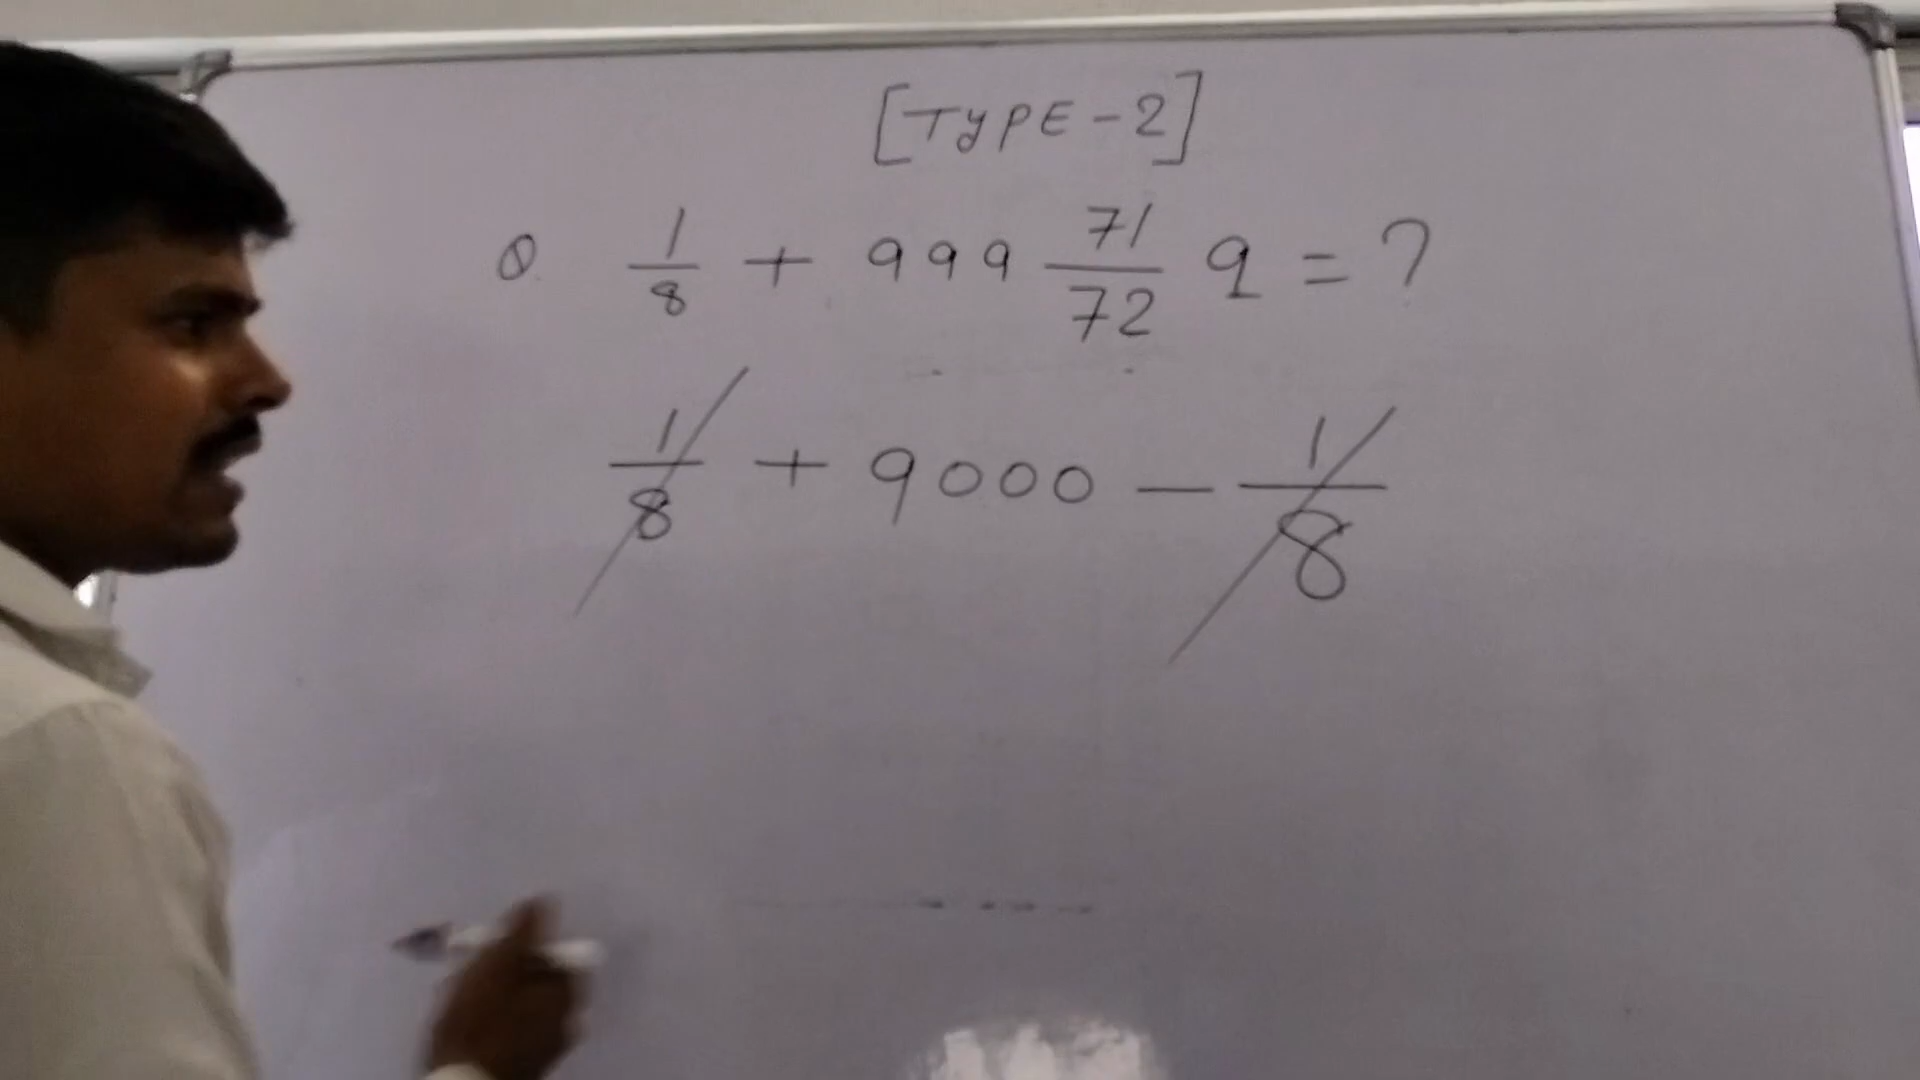 [TYPE-2]
Q. 1/8 + 999 71/72 9 = ?
1/8 + 9000 - 1/8